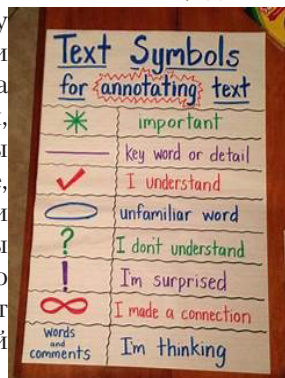 Text Symbols
for annotating text
important
key word or detail
I understand
unfamiliar word
? I don't understand
! I'm surprised
I made a connection
words and comments I'm thinking